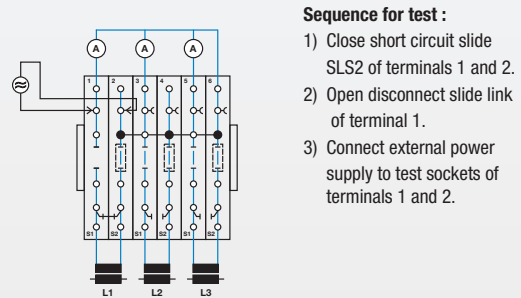 Sequence for test :
1) Close short circuit slide
SLS2 of terminals 1 and 2.
2) Open disconnect slide link
of terminal 1.
3) Connect external power
supply to test sockets of
terminals 1 and 2.
A A A
1 2 3 4 5 6
S1 S2 S1 S2 S1 S2
L1 L2 L3